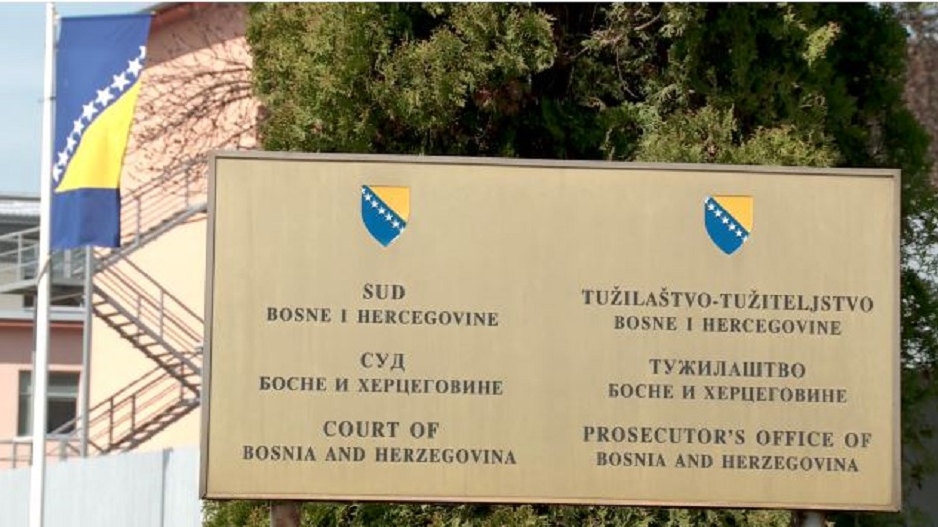 SUD
BOSNE I HERCEGOVINE
СУД
БОСНЕ И ХЕРЦЕГОВИНЕ
COURT OF
BOSNIA AND HERZEGOVINA
TUŽILAŠTVO-TUŽITELJSTVO
BOSNE I HERCEGOVINE
ТУЖИЛАШТВО
БОСНЕ И ХЕРЦЕГОВИНЕ
PROSECUTOR'S OFFICE OF
BOSNIA AND HERZEGOVINA